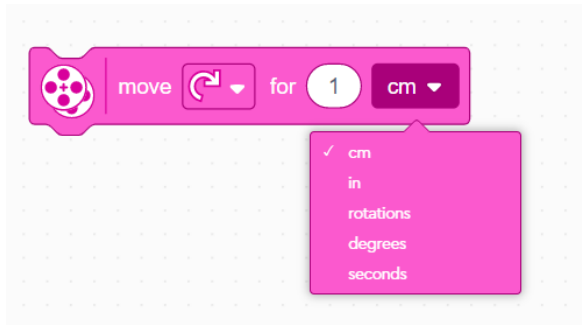 move for 1 cm
cm
in
rotations
degrees
seconds